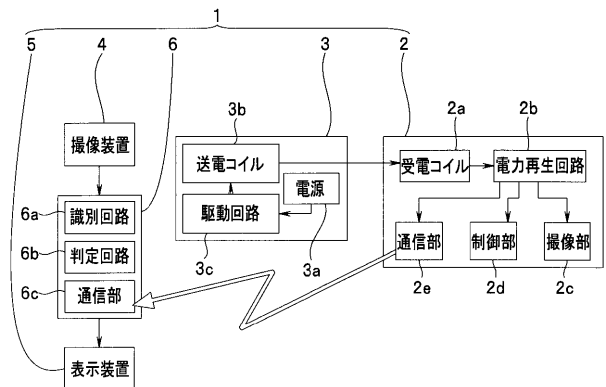 1
5
4
6
3
2
撮像装置
3b
送電コイル
電源
駆動回路
3c
3a
2a
2b
受電コイル
電力再生回路
6a
識別回路
6b
判定回路
6c
通信部
通信部
制御部
撮像部
2e
2d
2c
表示装置